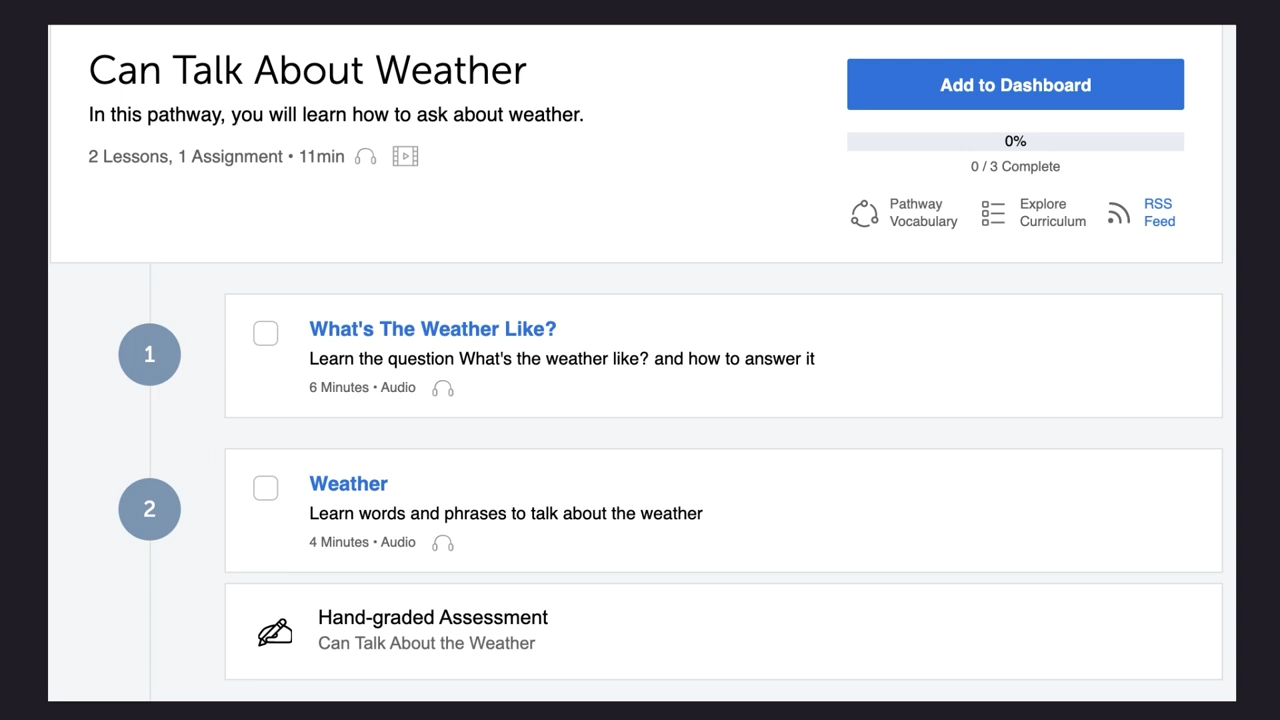 Can Talk About Weather
In this pathway, you will learn how to ask about weather.
2 Lessons, 1 Assignment • 11min
Add to Dashboard
0%
0 / 3 Complete
Pathway
Vocabulary
Explore
Curriculum
RSS
Feed
1
What's The Weather Like?
Learn the question What's the weather like? and how to answer it
6 Minutes • Audio
2
Weather
Learn words and phrases to talk about the weather
4 Minutes • Audio
Hand-graded Assessment
Can Talk About the Weather